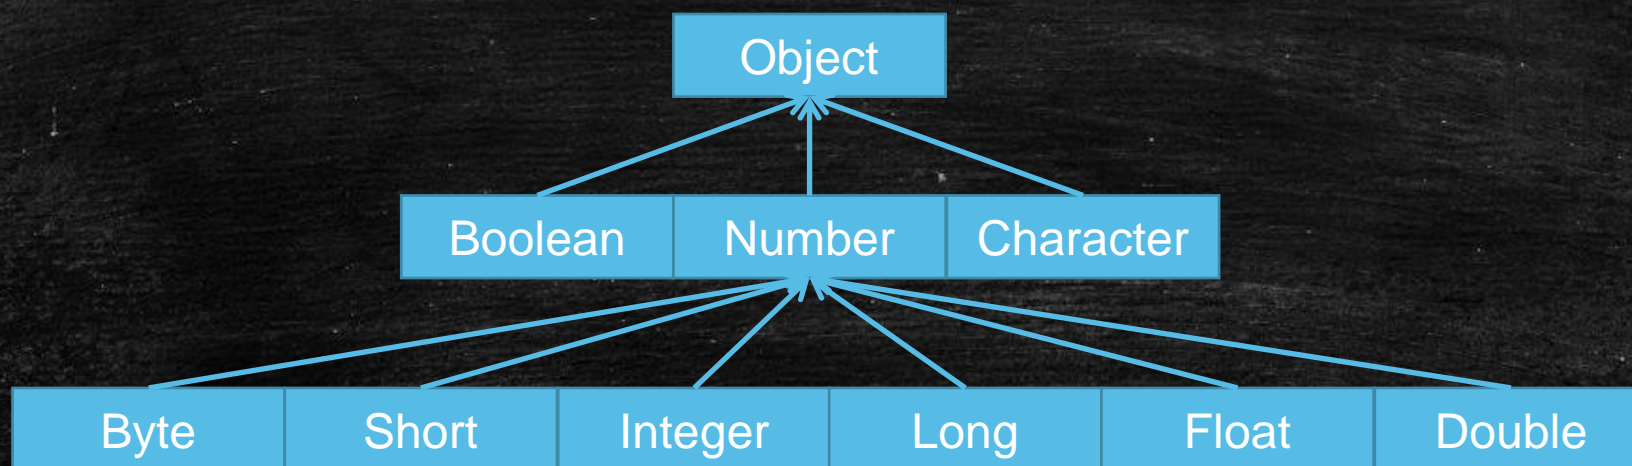 Object
Boolean Number Character
Byte Short Integer Long Float Double